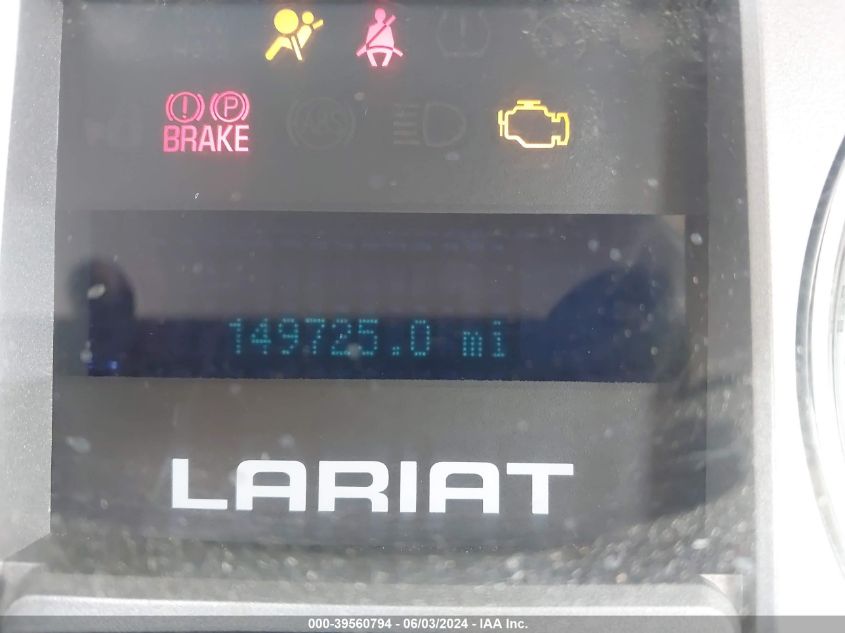 BRAKE
149725.0 mi
LARIAT
000-39560794 - 06/03/2024 - IAA Inc.